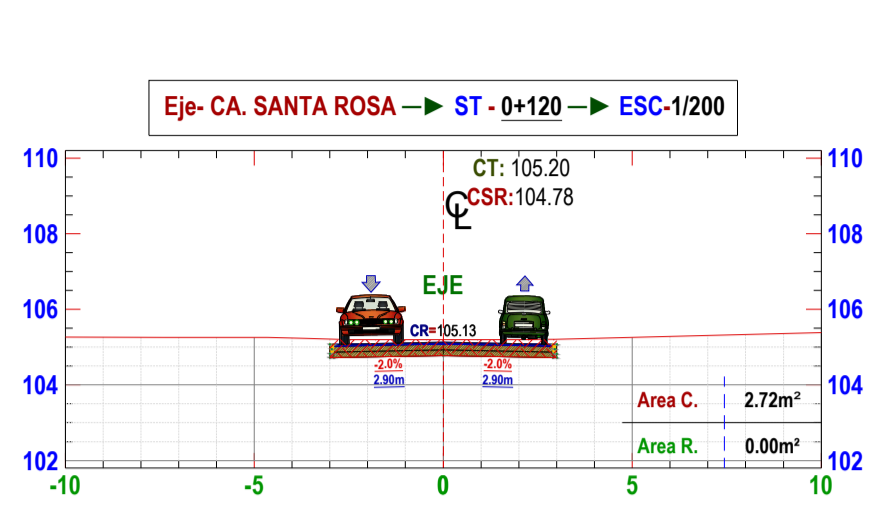 Eje- CA. SANTA ROSA ST - 0+120 ESC-1/200
110 110
CT: 105.20
CSR:104.78
CL
108 108
EJE
106 106
CR=105.13
-2.0% -2.0%
2.90m 2.90m
104 104
Area C. 2.72m²
Area R. 0.00m²
102 102
-10 -5 0 5 10